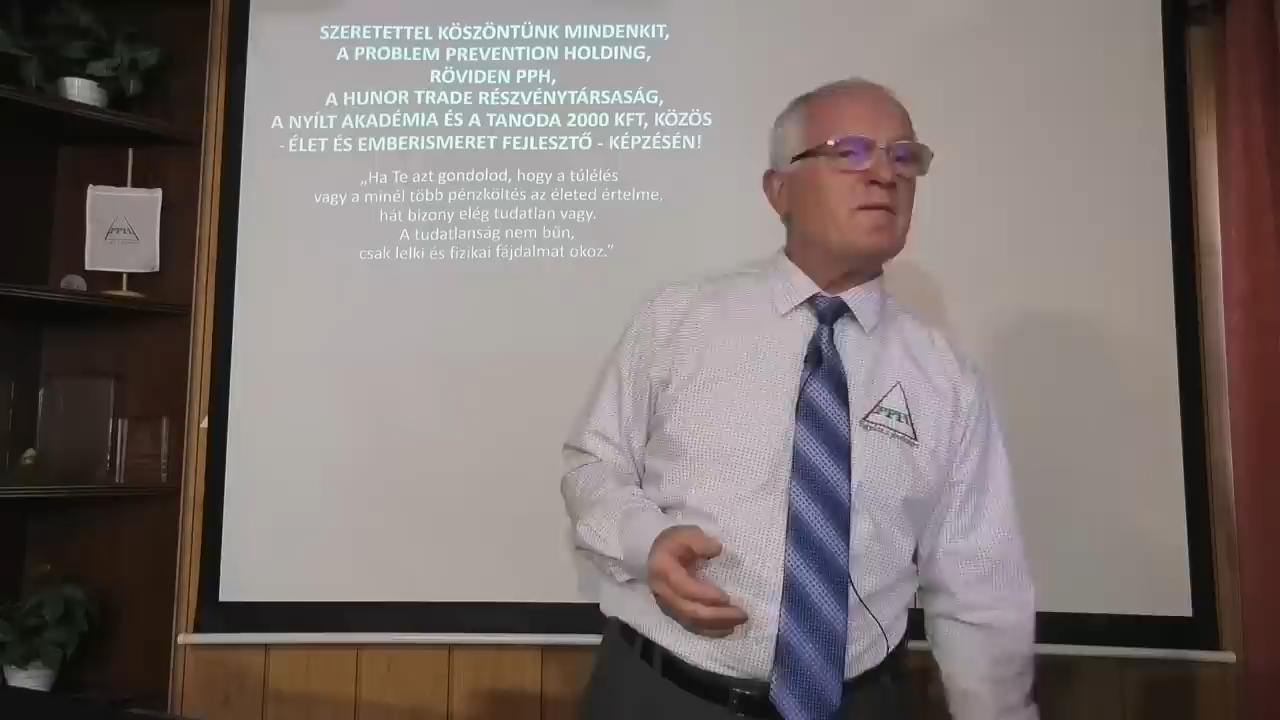 SZERETETTEL KÖSZÖNTÜNK MINDENKIT,
A PROBLEM PREVENTION HOLDING,
RÖVIDEN PPH,
A HUNOR TRADE RÉSZVÉNYTÁRSASÁG,
A NYÍLT AKADÉMIA ÉS A TANODA 2000 KFT, KÖZÖS
- ÉLET ÉS EMBERISMERET FEJLESZTŐ - KÉPZÉSÉN!
„Ha Te azt gondolod, hogy a túlélés
vagy a minél több pénzköltés az életed értelme,
hát bizony elég tudatlan vagy.
A tudatlanság nem bűn,
csak lelki és fizikai fájdalmat okoz.”
PPH
PPH